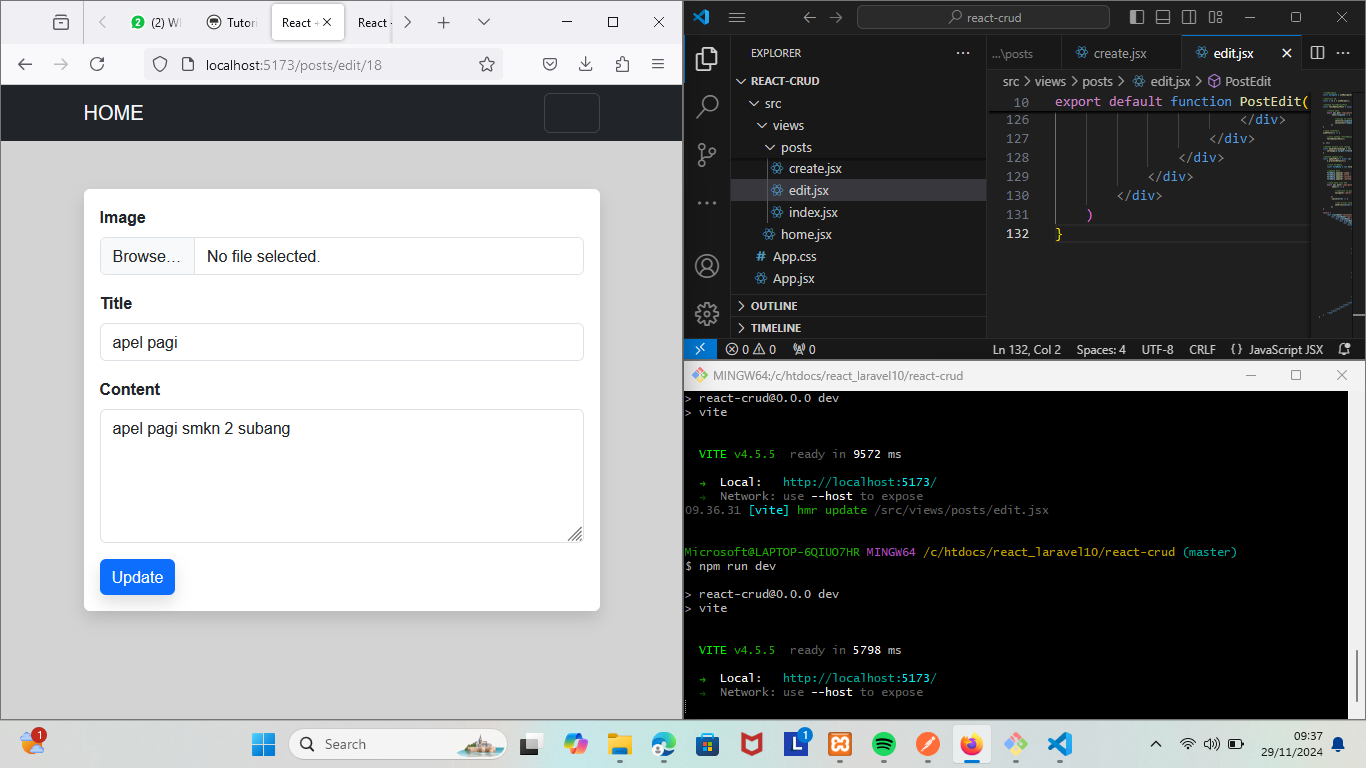 (2) W
Tutori
React +
React +
localhost:5173/posts/edit/18
HOME
Image
Browse… No file selected.
Title
apel pagi
Content
apel pagi smkn 2 subang
Update
react-crud
EXPLORER
REACT-CRUD
src
views
posts
create.jsx
edit.jsx
index.jsx
home.jsx
App.css
App.jsx
OUTLINE
TIMELINE
...\posts create.jsx edit.jsx
src > views > posts > edit.jsx > PostEdit
10 export default function PostEdit(
126 </div>
127 </div>
128 </div>
129 </div>
130 </div>
131 )
132 }
0 0 0 Ln 132, Col 2 Spaces: 4 UTF-8 CRLF {} JavaScript JSX
MINGW64:/c/htdocs/react_laravel10/react-crud
> react-crud@0.0.0 dev
> vite
VITE v4.5.5 ready in 9572 ms
➜ Local: http://localhost:5173/
➜ Network: use --host to expose
09.36.31 [vite] hmr update /src/views/posts/edit.jsx
Microsoft@LAPTOP-6QIUO7HR MINGW64 /c/htdocs/react_laravel10/react-crud (master)
$ npm run dev
> react-crud@0.0.0 dev
> vite
VITE v4.5.5 ready in 5798 ms
➜ Local: http://localhost:5173/
➜ Network: use --host to expose
1
Search
L 1
09:37
29/11/2024